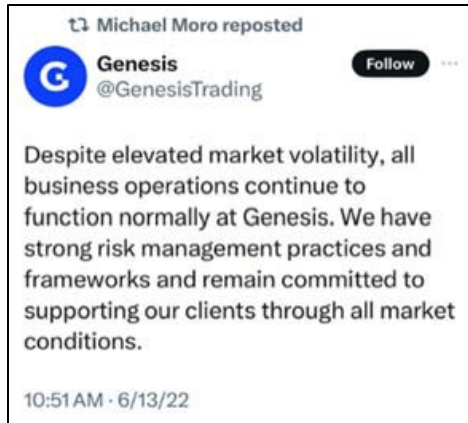 Michael Moro reposted
Genesis
Follow
@GenesisTrading
Despite elevated market volatility, all
business operations continue to
function normally at Genesis. We have
strong risk management practices and
frameworks and remain committed to
supporting our clients through all market
conditions.
10:51 AM · 6/13/22